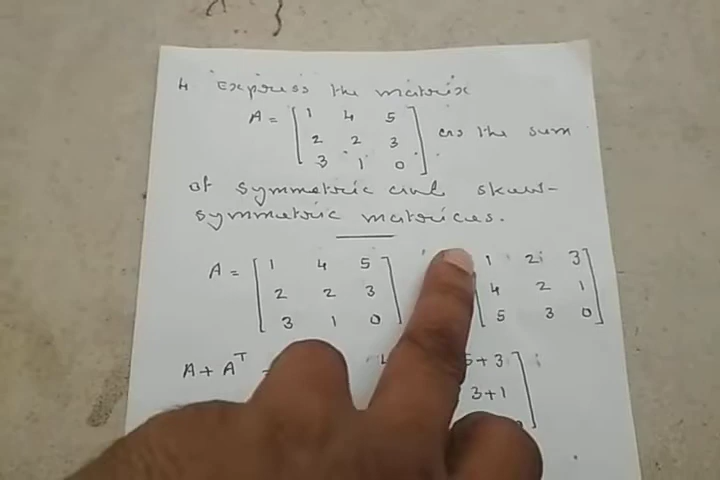 4 Express the matrix
A = [ 1 4 5
2 2 3 ] as the sum
3 1 0
of symmetric and skew-
symmetric matrices.
A = [ 1 4 5 ] [ 1 2 3 ]
2 2 3 4 2 1
3 1 0 5 3 0
A + A^T 5+3
3+1